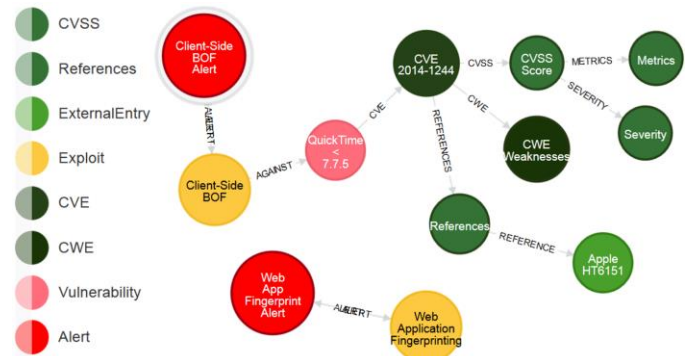 CVSS
References
ExternalEntry
Exploit
CVE
CWE
Vulnerability
Alert
Client-Side
BOF
Alert
ALERT
Client-Side
BOF
AGAINST
QuickTime
<
7.7.5
CVE
CVE
2014-1244
CVSS
CVSS
Score
METRICS
Metrics
SEVERITY
Severity
CWE
CWE
Weaknesses
REFERENCES
References
REFERENCE
Apple
HT6151
Web
App
Fingerprint
Alert
ALERT
Web
Application
Fingerprinting